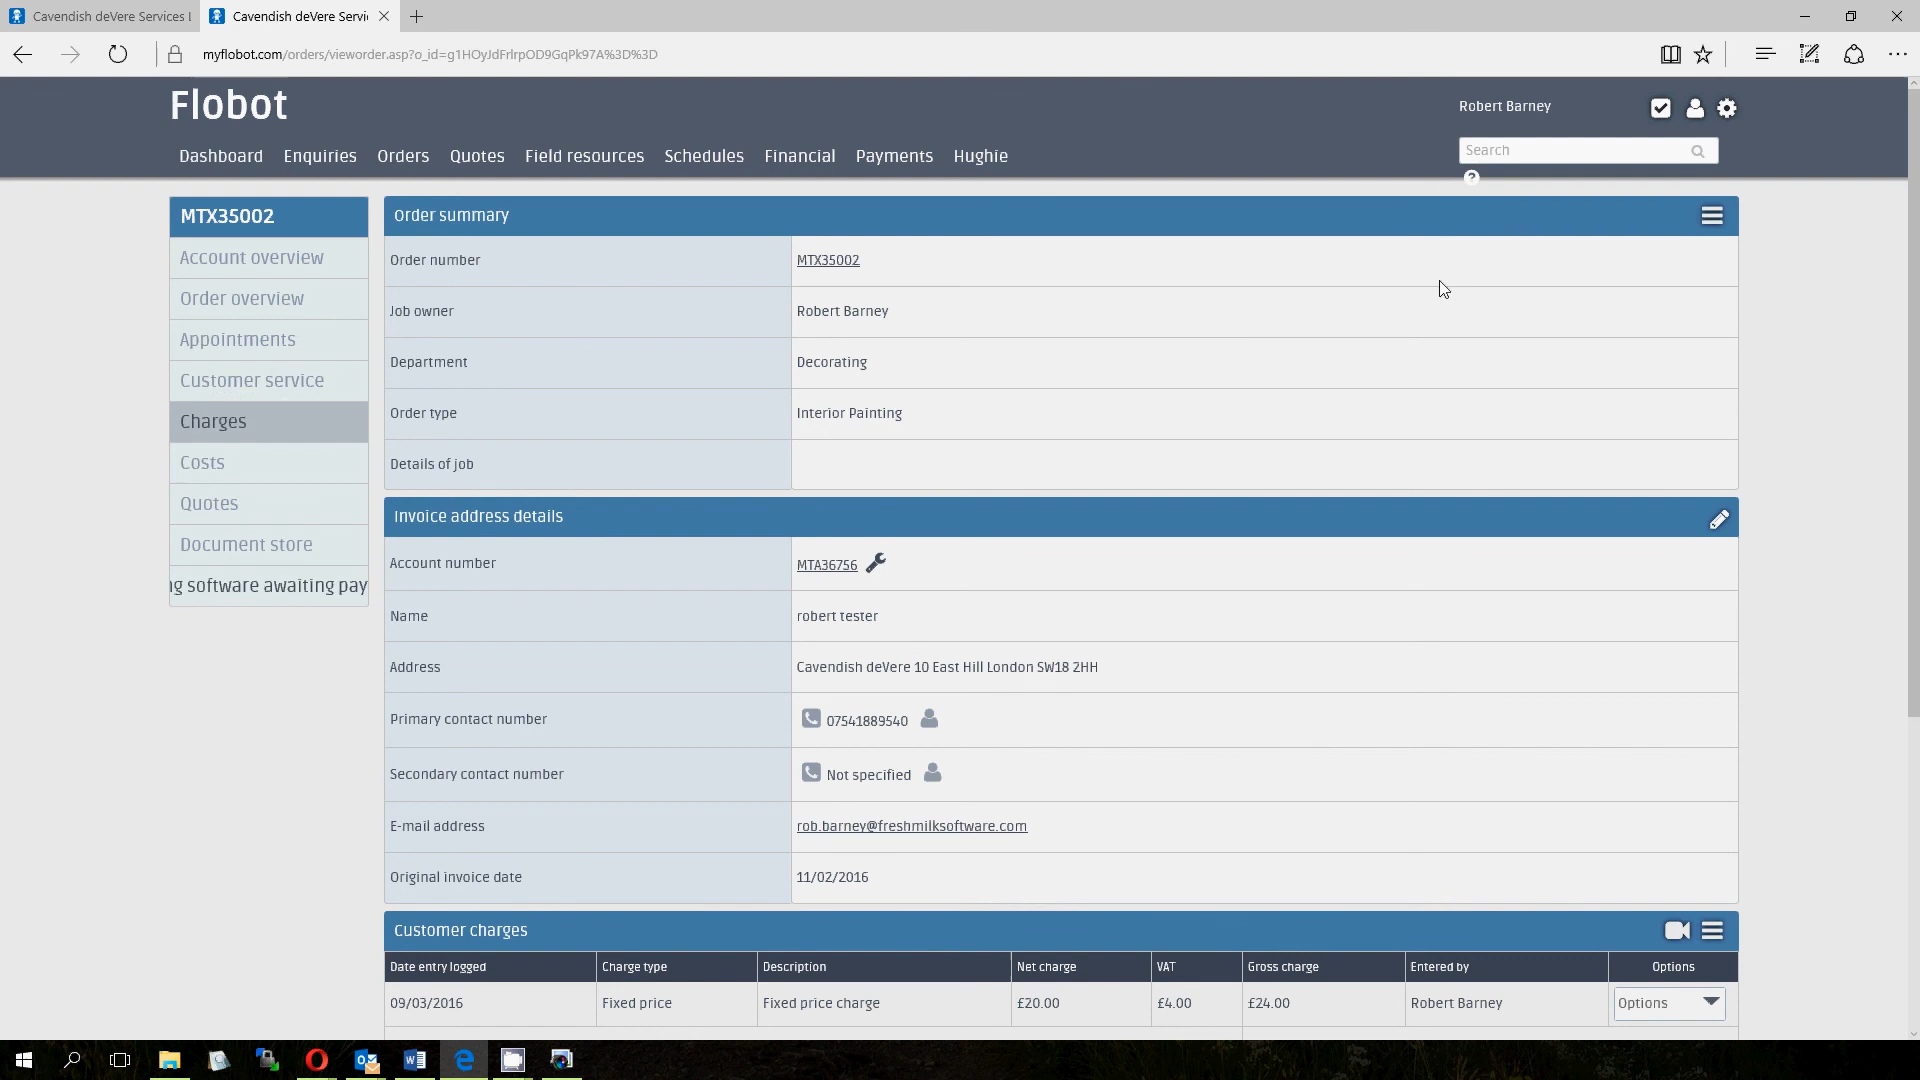 Cavendish deVere Services L
Cavendish deVere Servi
myflobot.com/orders/vieworder.asp?o_id=g1HOyJdFrlrpOD9GqPk97A%3D%3D
Flobot
Robert Barney
Dashboard Enquiries Orders Quotes Field resources Schedules Financial Payments Hughie
Search
?
MTX35002
Account overview
Order overview
Appointments
Customer service
Charges
Costs
Quotes
Document store
ng software awaiting pay
Order summary
Order number MTX35002
Job owner Robert Barney
Department Decorating
Order type Interior Painting
Details of job
Invoice address details
Account number MTA36756
Name robert tester
Address Cavendish deVere 10 East Hill London SW18 2HH
Primary contact number 07541889540
Secondary contact number Not specified
E-mail address rob.barney@freshmilksoftware.com
Original invoice date 11/02/2016
Customer charges
Date entry logged Charge type Description Net charge VAT Gross charge Entered by Options
09/03/2016 Fixed price Fixed price charge £20.00 £4.00 £24.00 Robert Barney Options